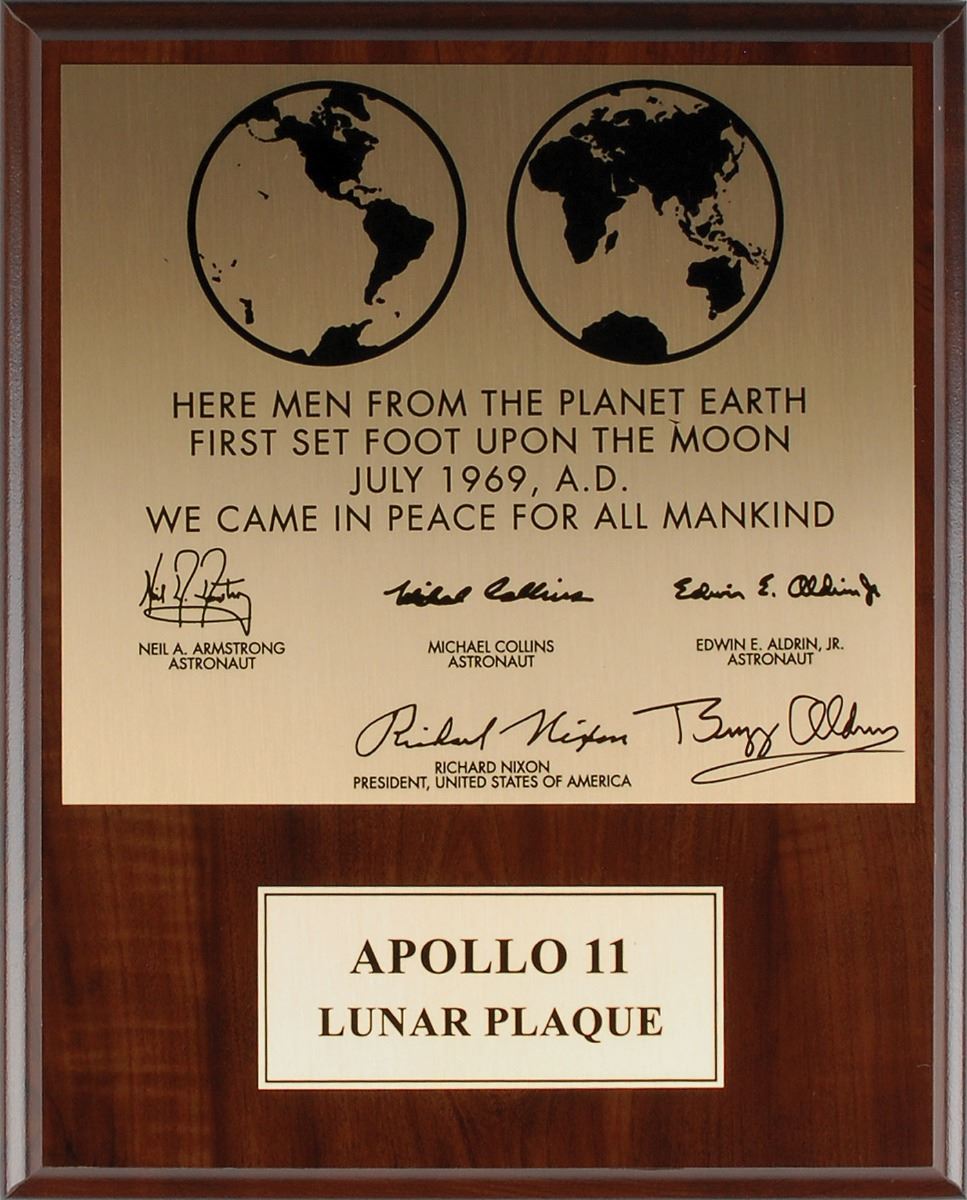 HERE MEN FROM THE PLANET EARTH
FIRST SET FOOT UPON THE MOON
JULY 1969, A.D.
WE CAME IN PEACE FOR ALL MANKIND
Neil A. Armstrong
Michael Collins
Edwin E. Aldrin Jr
NEIL A. ARMSTRONG
ASTRONAUT
MICHAEL COLLINS
ASTRONAUT
EDWIN E. ALDRIN, JR.
ASTRONAUT
Richard Nixon
Buzz Aldrin
RICHARD NIXON
PRESIDENT, UNITED STATES OF AMERICA
APOLLO 11
LUNAR PLAQUE